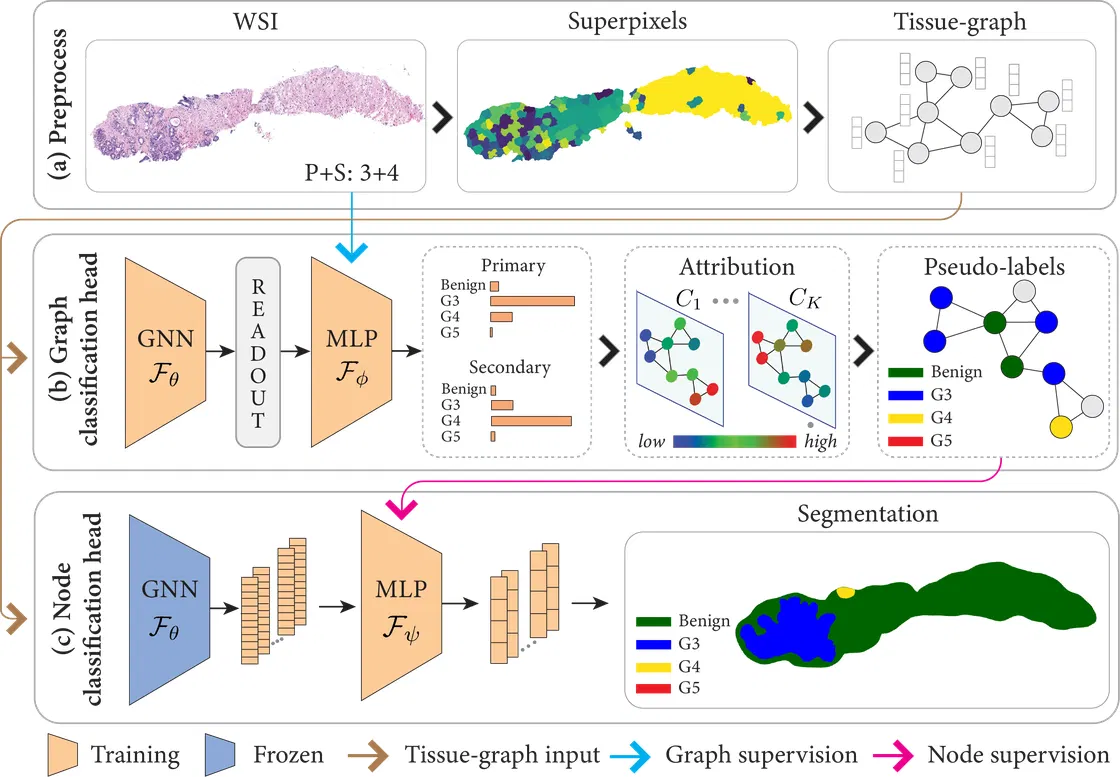 WSI
Superpixels
Tissue-graph
(a) Preprocess
P+S: 3+4
(b) Graph
classification head
GNN
ℱθ
READOUT
MLP
ℱϕ
Primary
Benign
G3
G4
G5
Secondary
Benign
G3
G4
G5
Attribution
C1
CK
low
high
Pseudo-labels
Benign
G3
G4
G5
(c) Node
classification head
GNN
ℱθ
MLP
ℱψ
Segmentation
Benign
G3
G4
G5
Training
Frozen
Tissue-graph input
Graph supervision
Node supervision